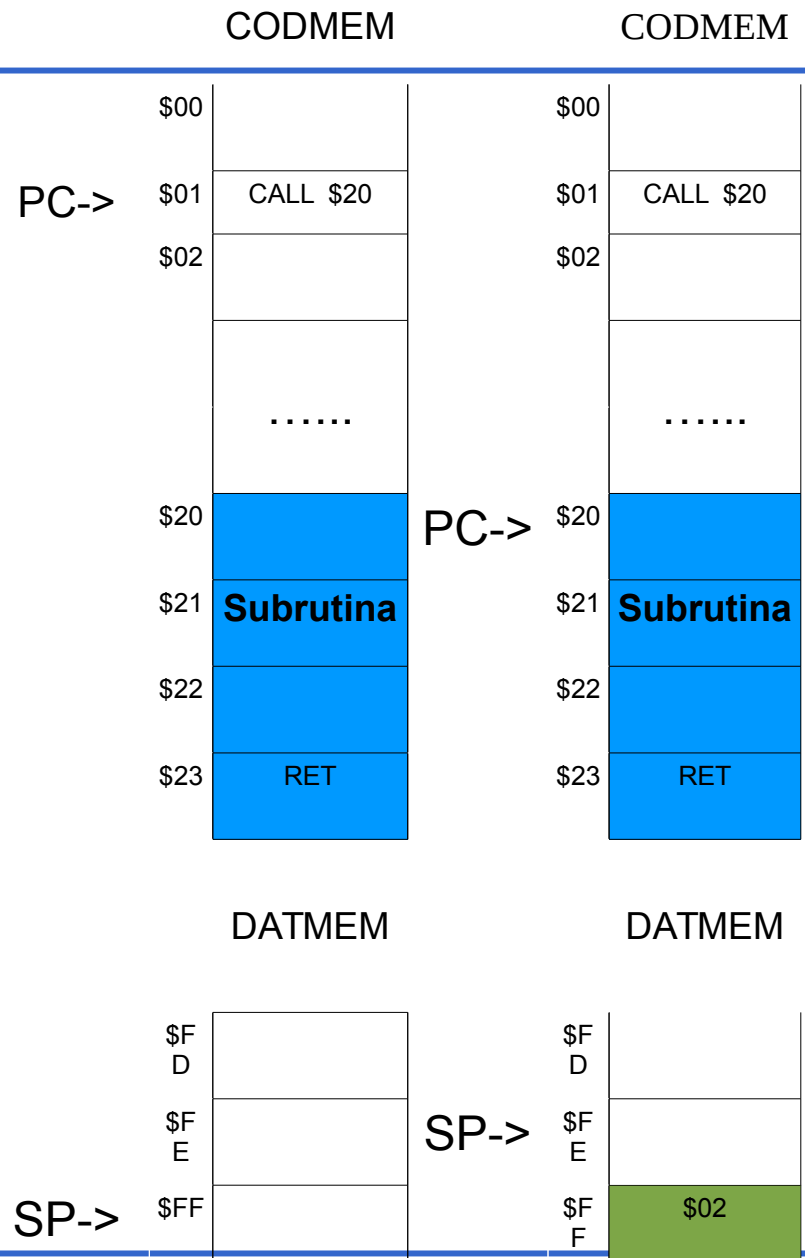 CODMEM CODMEM
$00 $00
PC-> $01 CALL $20 $01 CALL $20
$02 $02
...... ......
$20 PC-> $20
$21 Subrutina $21 Subrutina
$22 $22
$23 RET $23 RET
DATMEM DATMEM
$F $F
D D
$F SP-> $F
E E
SP-> $FF $F $02
F